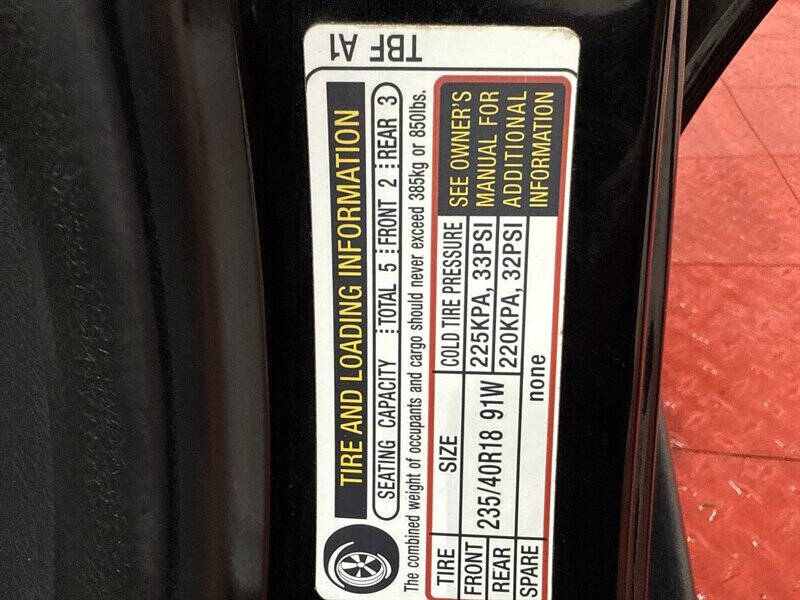 TBF A1
TIRE AND LOADING INFORMATION
SEATING CAPACITY TOTAL 5 FRONT 2 REAR 3
The combined weight of occupants and cargo should never exceed 385kg or 850lbs.
TIRE SIZE COLD TIRE PRESSURE
FRONT 235/40R18 91W 225KPA, 33PSI
REAR 220KPA, 32PSI
SPARE none
SEE OWNER'S
MANUAL FOR
ADDITIONAL
INFORMATION